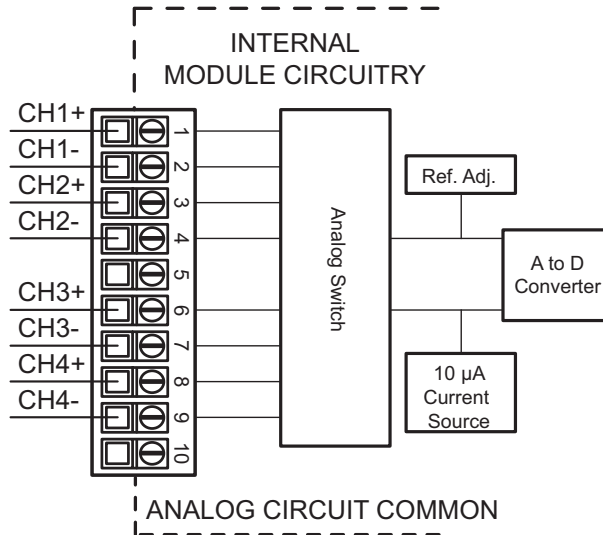 INTERNAL
MODULE CIRCUITRY
CH1+
CH1-
CH2+
CH2-
CH3+
CH3-
CH4+
CH4-
1
2
3
4
5
6
7
8
9
10
Analog Switch
Ref. Adj.
A to D
Converter
10 µA
Current
Source
ANALOG CIRCUIT COMMON